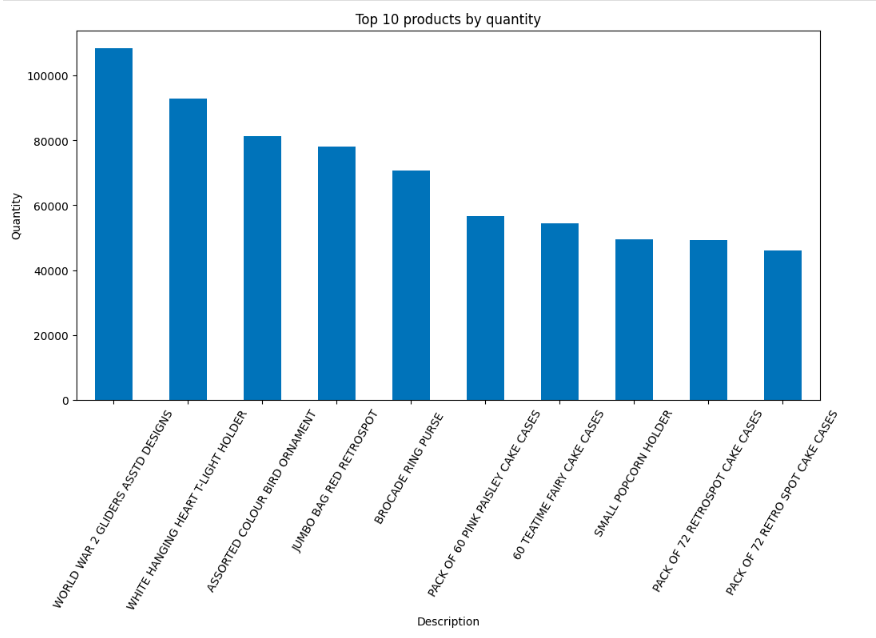 Top 10 products by quantity
100000
80000
60000
40000
20000
0
Quantity
WORLD WAR 2 GLIDERS ASSTD DESIGNS
WHITE HANGING HEART T-LIGHT HOLDER
ASSORTED COLOUR BIRD ORNAMENT
JUMBO BAG RED RETROSPOT
BROCADE RING PURSE
PACK OF 60 PINK PAISLEY CAKE CASES
60 TEATIME FAIRY CAKE CASES
SMALL POPCORN HOLDER
PACK OF 72 RETROSPOT CAKE CASES
PACK OF 72 RETRO SPOT CAKE CASES
Description